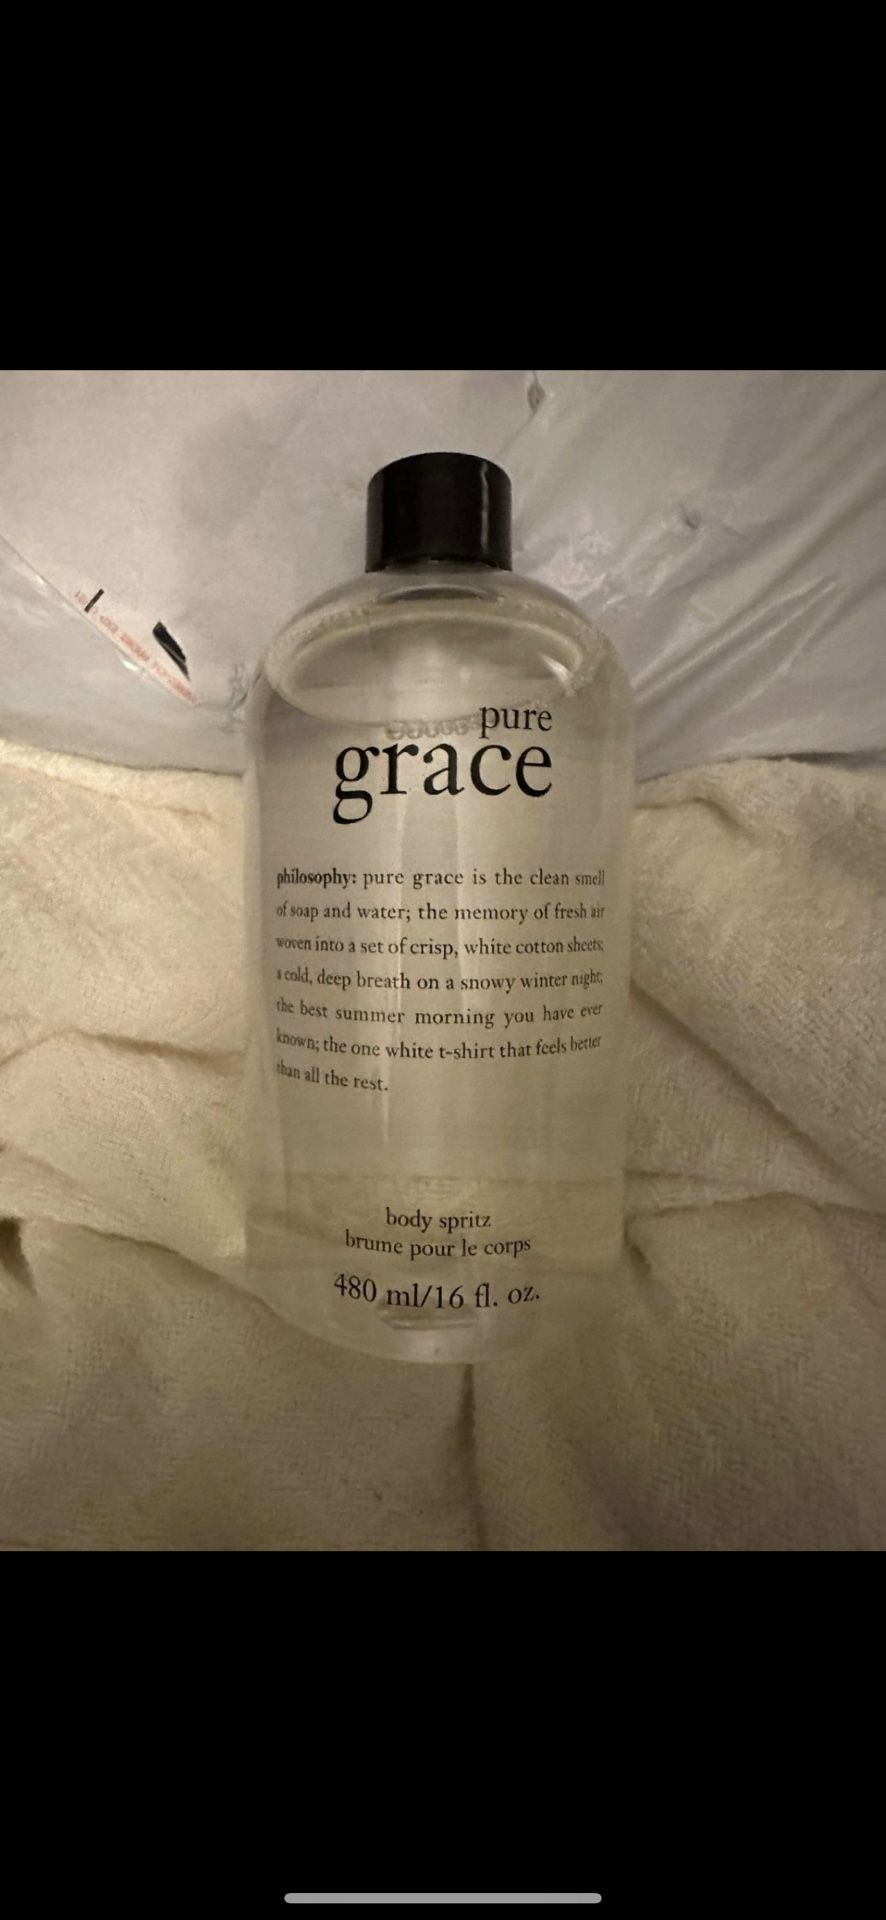 pure
grace
philosophy: pure grace is the clean smell
of soap and water; the memory of fresh air
woven into a set of crisp, white cotton sheets;
a cold, deep breath on a snowy winter night;
the best summer morning you have ever
known; the one white t-shirt that feels better
than all the rest.
body spritz
brume pour le corps
480 ml/16 fl. oz.